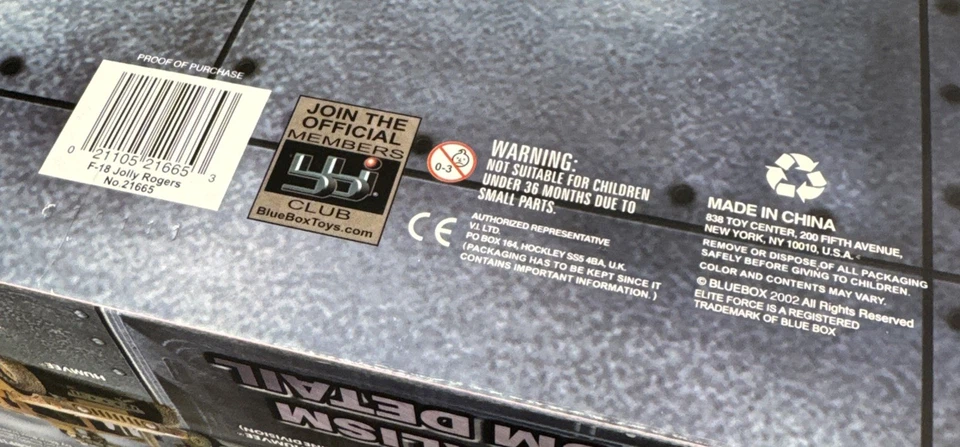 PROOF OF PURCHASE
0 21105 21665 3
F-18 Jolly Rogers
No.21665
JOIN THE
OFFICIAL
MEMBERS
bbi
CLUB
BlueBoxToys.com
0-3
WARNING:
NOT SUITABLE FOR CHILDREN
UNDER 36 MONTHS DUE TO
SMALL PARTS.
CE
AUTHORIZED REPRESENTATIVE
V.I. LTD.
PO BOX 164, HOCKLEY SS5 4BA, U.K.
(PACKAGING HAS TO BE KEPT SINCE IT
CONTAINS IMPORTANT INFORMATION.)
MADE IN CHINA
838 TOY CENTER, 200 FIFTH AVENUE,
NEW YORK, NY 10010, U.S.A.
REMOVE OR DISPOSE OF ALL PACKAGING
SAFELY BEFORE GIVING TO CHILDREN.
COLOR AND CONTENTS MAY VARY.
© BLUEBOX 2002 All Rights Reserved
ELITE FORCE IS A REGISTERED
TRADEMARK OF BLUE BOX
HUMVEE
DETAIL